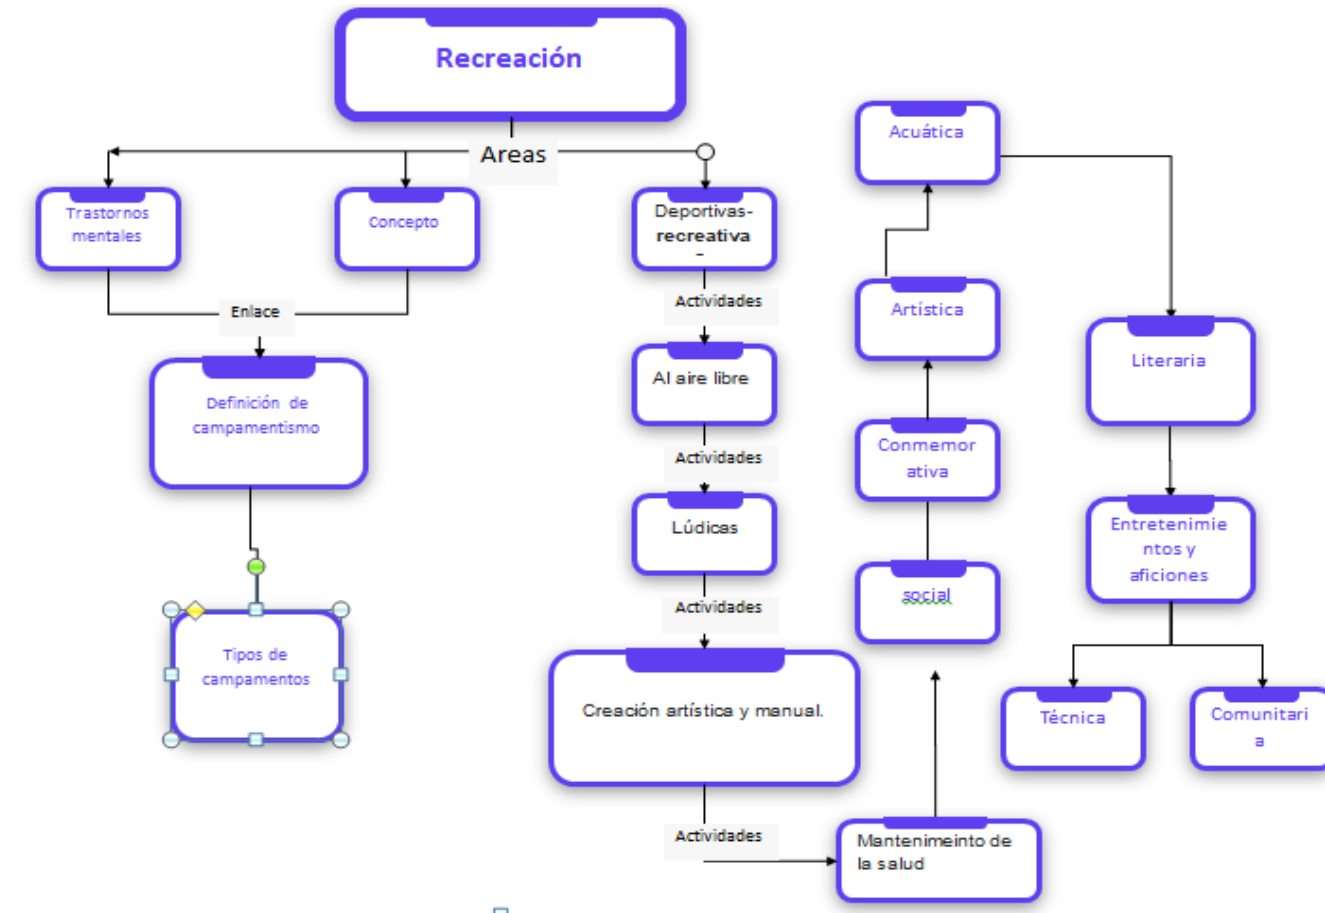 Recreación
Areas
Trastornos
mentales
Concepto
Deportivas-
recreativa
Enlace
Definición de
campamentismo
Tipos de
campamentos
Actividades
Al aire libre
Actividades
Lúdicas
Actividades
Creación artística y manual.
Actividades
Mantenimeinto de
la salud
social
Conmemor
ativa
Artística
Acuática
Literaria
Entretenimie
ntos y
aficiones
Técnica
Comunitari
a